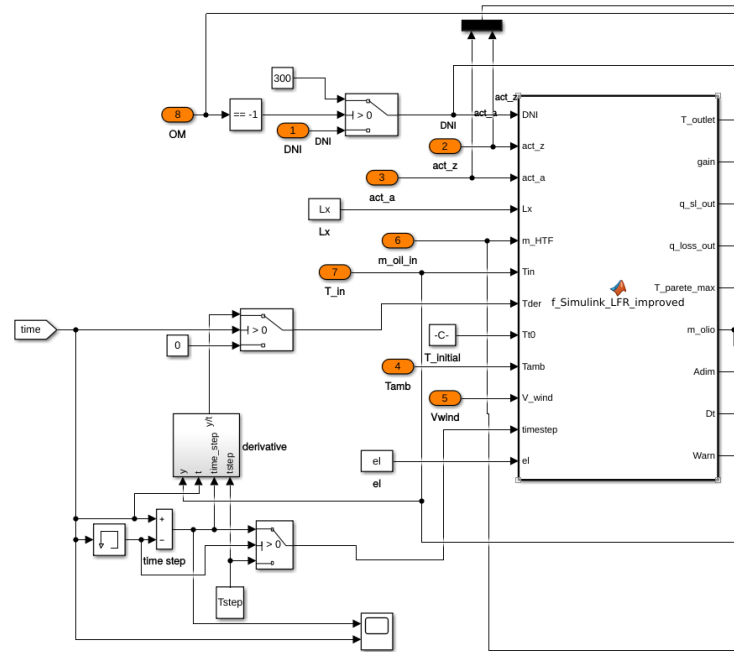 300
8
OM
== -1
> 0
1
DNI
DNI
DNI
act_z
act_a
2
act_z
3
act_a
Lx
Lx
6
m_oil_in
7
T_in
time
0
> 0
-C-
T_initial
4
Tamb
5
Vwind
el
el
y/t
derivative
y
t
time_step
tstep
+
−
time step
> 0
Tstep
DNI
act_z
act_a
Lx
m_HTF
Tin
Tder
Tt0
Tamb
V_wind
timestep
el
f_Simulink_LFR_improved
T_outlet
gain
q_sl_out
q_loss_out
T_parete_max
m_olio
Adim
Dt
Warn